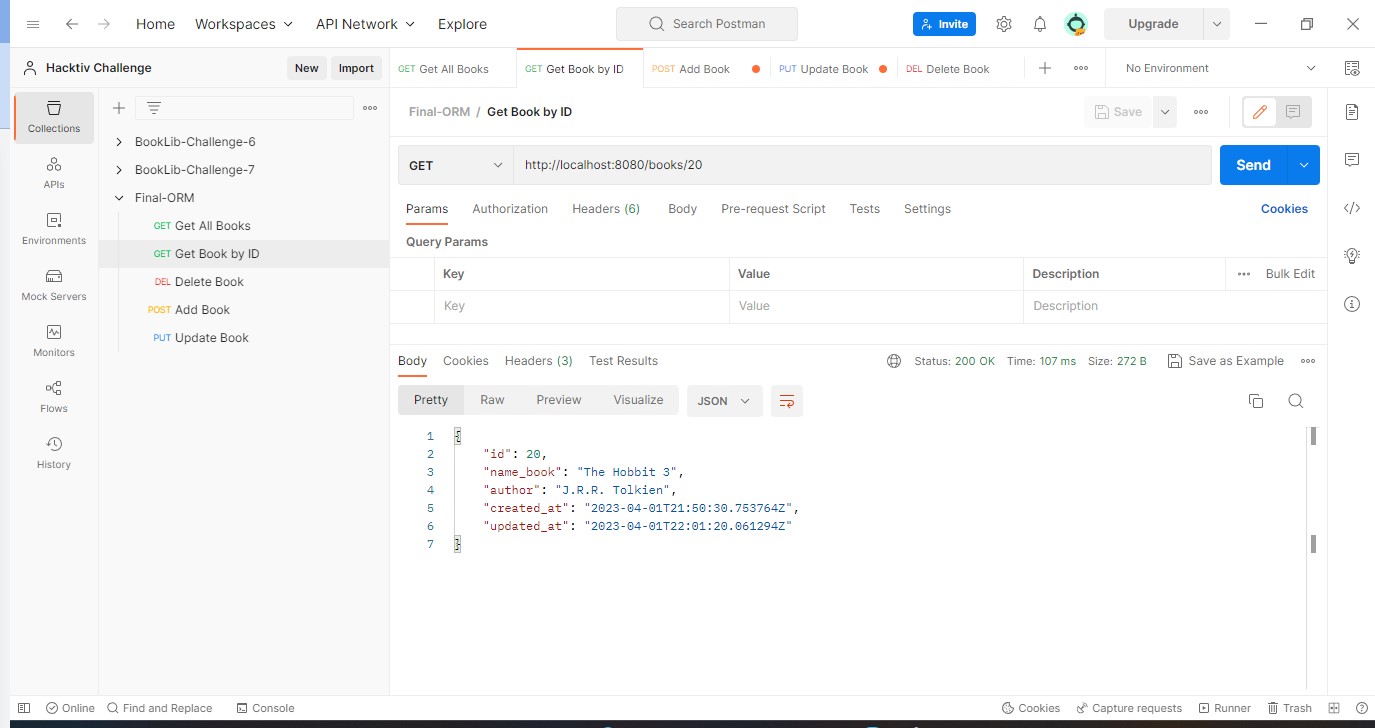 Home Workspaces API Network Explore Search Postman Invite Upgrade
Hacktiv Challenge New Import GET Get All Books GET Get Book by ID POST Add Book PUT Update Book DEL Delete Book No Environment
Collections
APIs
Environments
Mock Servers
Monitors
Flows
History
BookLib-Challenge-6
BookLib-Challenge-7
Final-ORM
GET Get All Books
GET Get Book by ID
DEL Delete Book
POST Add Book
PUT Update Book
Final-ORM / Get Book by ID Save
GET http://localhost:8080/books/20 Send
Params Authorization Headers (6) Body Pre-request Script Tests Settings Cookies
Query Params
Key Value Description Bulk Edit
Key Value Description
Body Cookies Headers (3) Test Results Status: 200 OK Time: 107 ms Size: 272 B Save as Example
Pretty Raw Preview Visualize JSON
1 {
2 "id": 20,
3 "name_book": "The Hobbit 3",
4 "author": "J.R.R. Tolkien",
5 "created_at": "2023-04-01T21:50:30.753764Z",
6 "updated_at": "2023-04-01T22:01:20.061294Z"
7 }
Online Find and Replace Console Cookies Capture requests Runner Trash